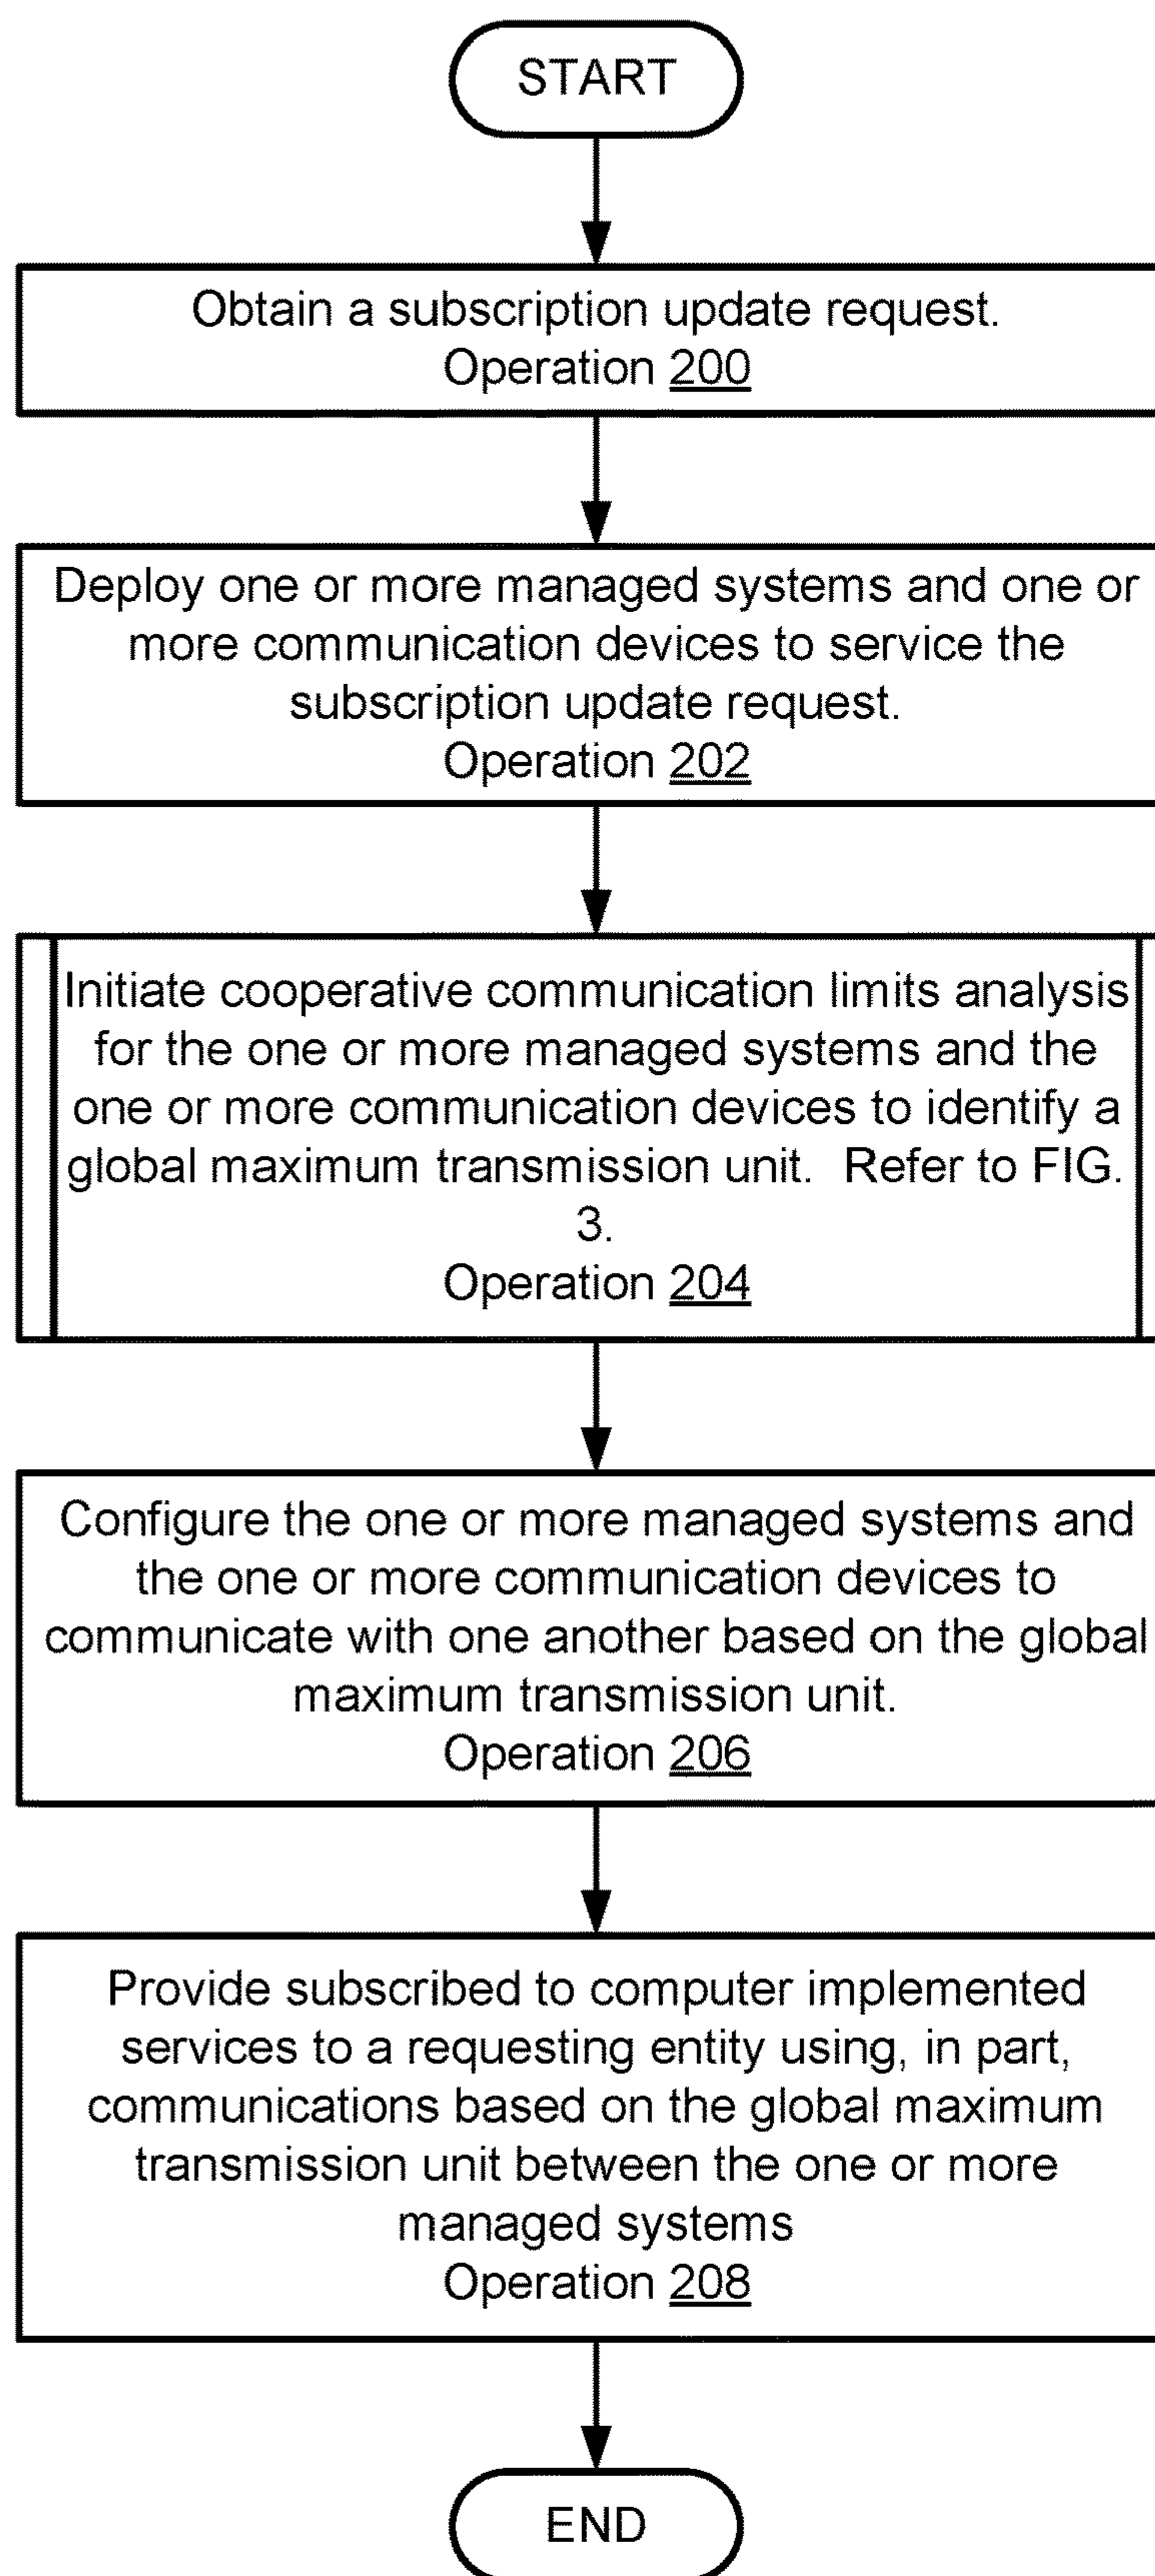 START
Obtain a subscription update request.
Operation 200
Deploy one or more managed systems and one or
more communication devices to service the
subscription update request.
Operation 202
Initiate cooperative communication limits analysis
for the one or more managed systems and the
one or more communication devices to identify a
global maximum transmission unit.  Refer to FIG.
3.
Operation 204
Configure the one or more managed systems and
the one or more communication devices to
communicate with one another based on the global
maximum transmission unit.
Operation 206
Provide subscribed to computer implemented
services to a requesting entity using, in part,
communications based on the global maximum
transmission unit between the one or more
managed systems
Operation 208
END